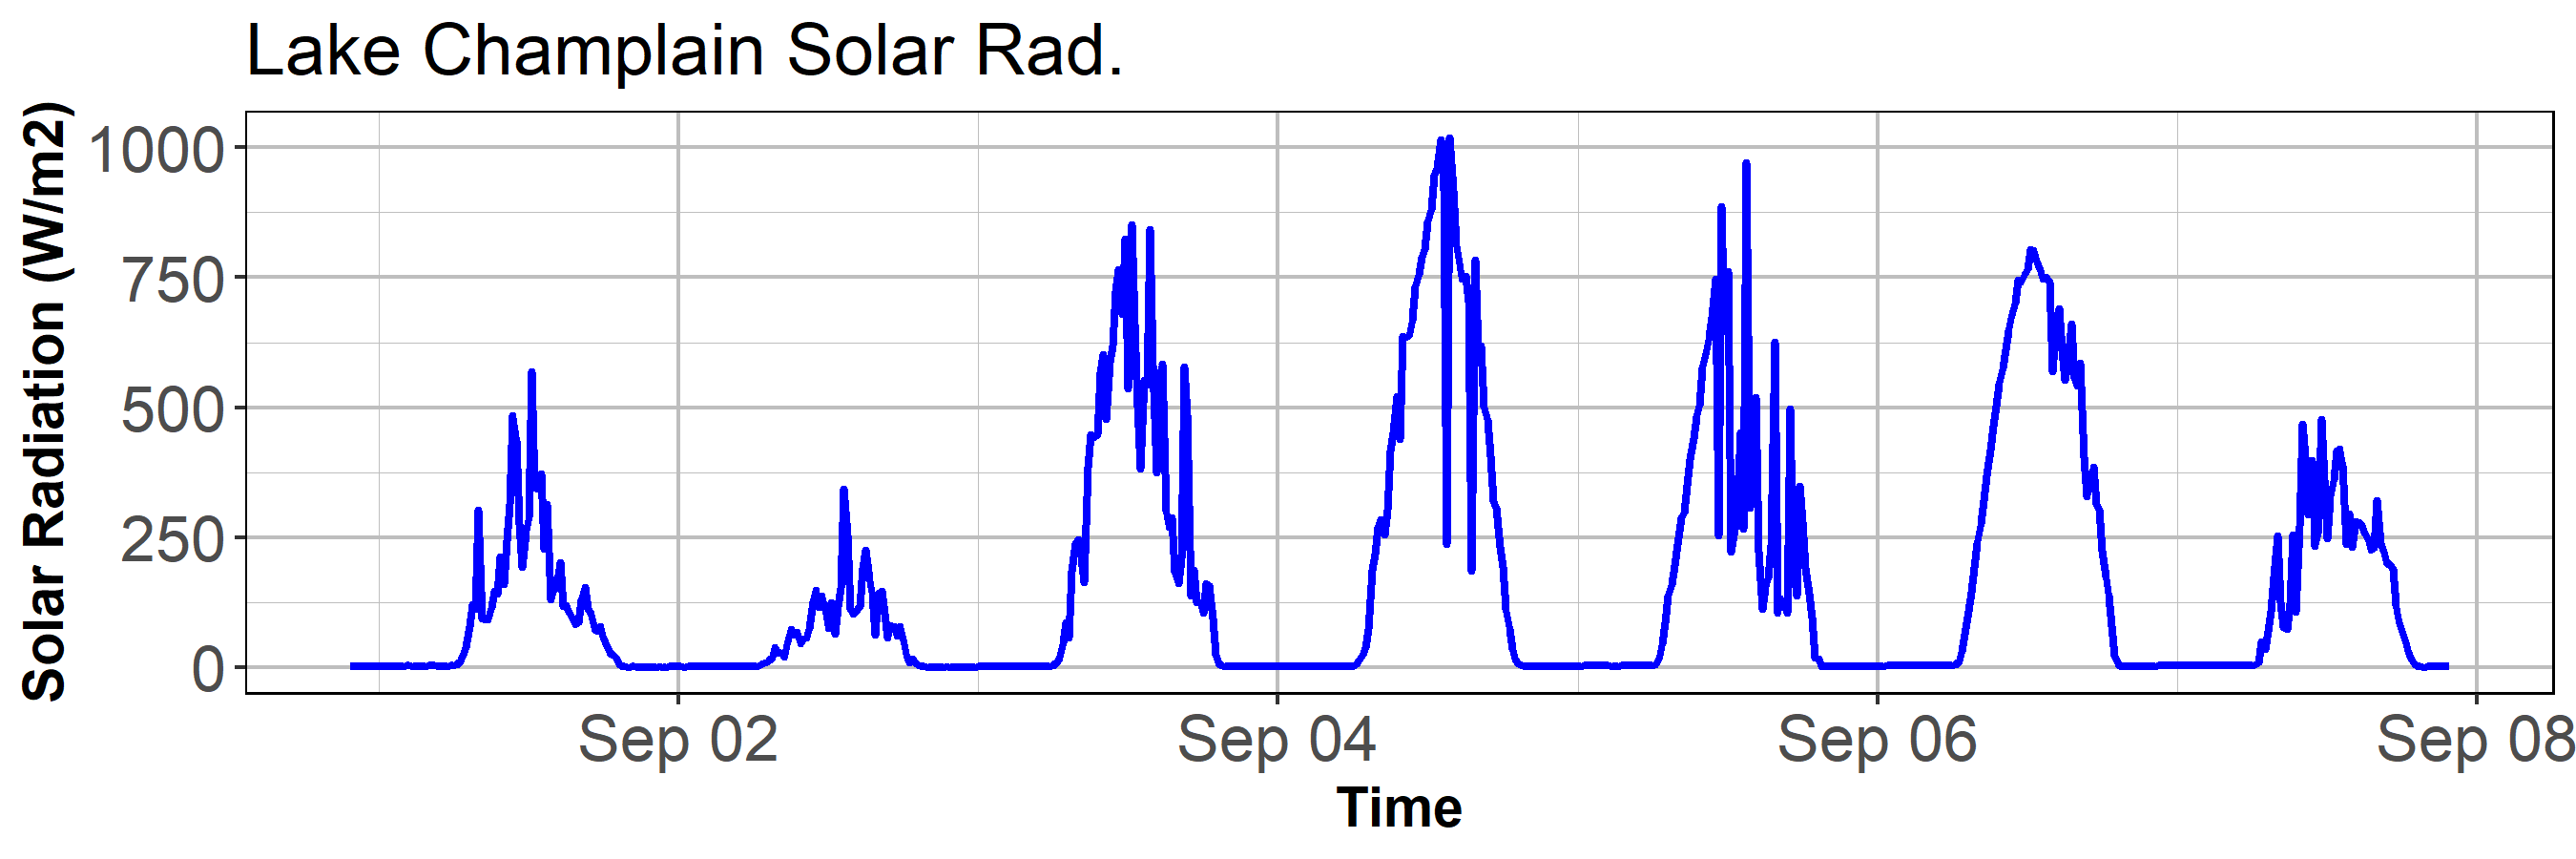 Lake Champlain Solar Rad.
Solar Radiation (W/m2)
1000
750
500
250
0
Sep 02 Sep 04 Sep 06 Sep 08
Time